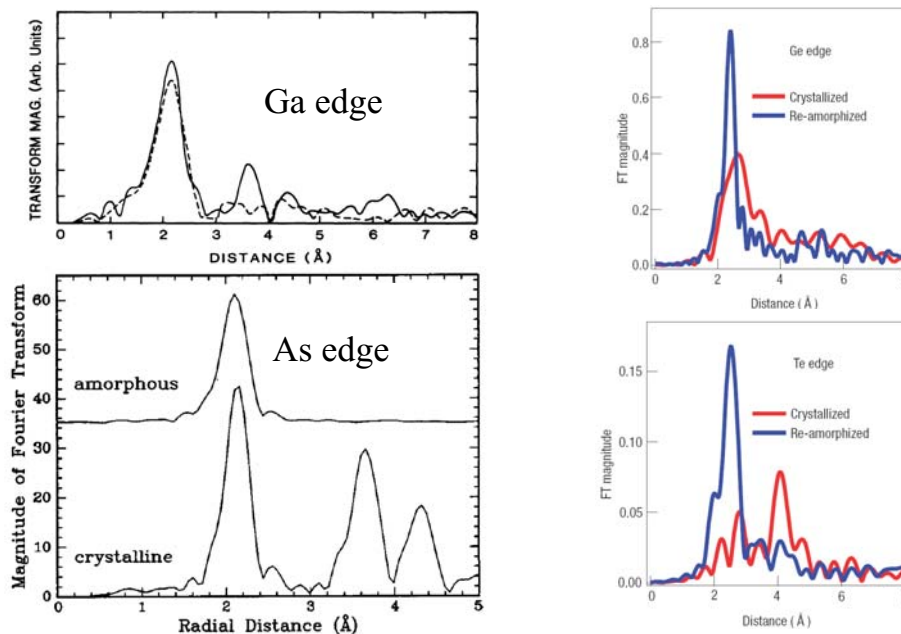 TRANSFORM MAG. (Arb. Units)
Ga edge
0 1 2 3 4 5 6 7 8
DISTANCE (Å)
Magnitude of Fourier Transform
60
50
40
30
20
10
0
As edge
amorphous
crystalline
0 1 2 3 4 5
Radial Distance (Å)
FT magnitude
0.8
0.6
0.4
0.2
0.0
Ge edge
Crystallized
Re-amorphized
0 2 4 6
Distance ( Å )
FT magnitude
0.15
0.10
0.05
0.00
Te edge
Crystallized
Re-amorphized
0 2 4 6
Distance ( Å )